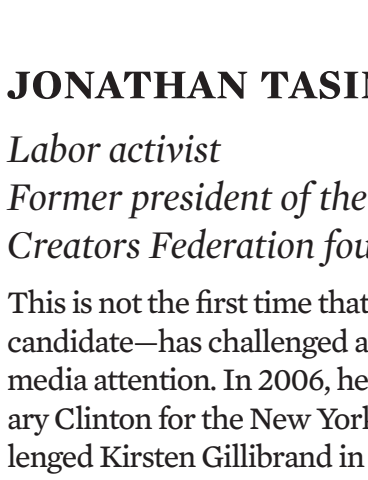 JONATHAN TASI
Labor activist
Former president of the
Creators Federation fou
This is not the first time that
candidate—has challenged a
media attention. In 2006, he
ary Clinton for the New York
lenged Kirsten Gillibrand in